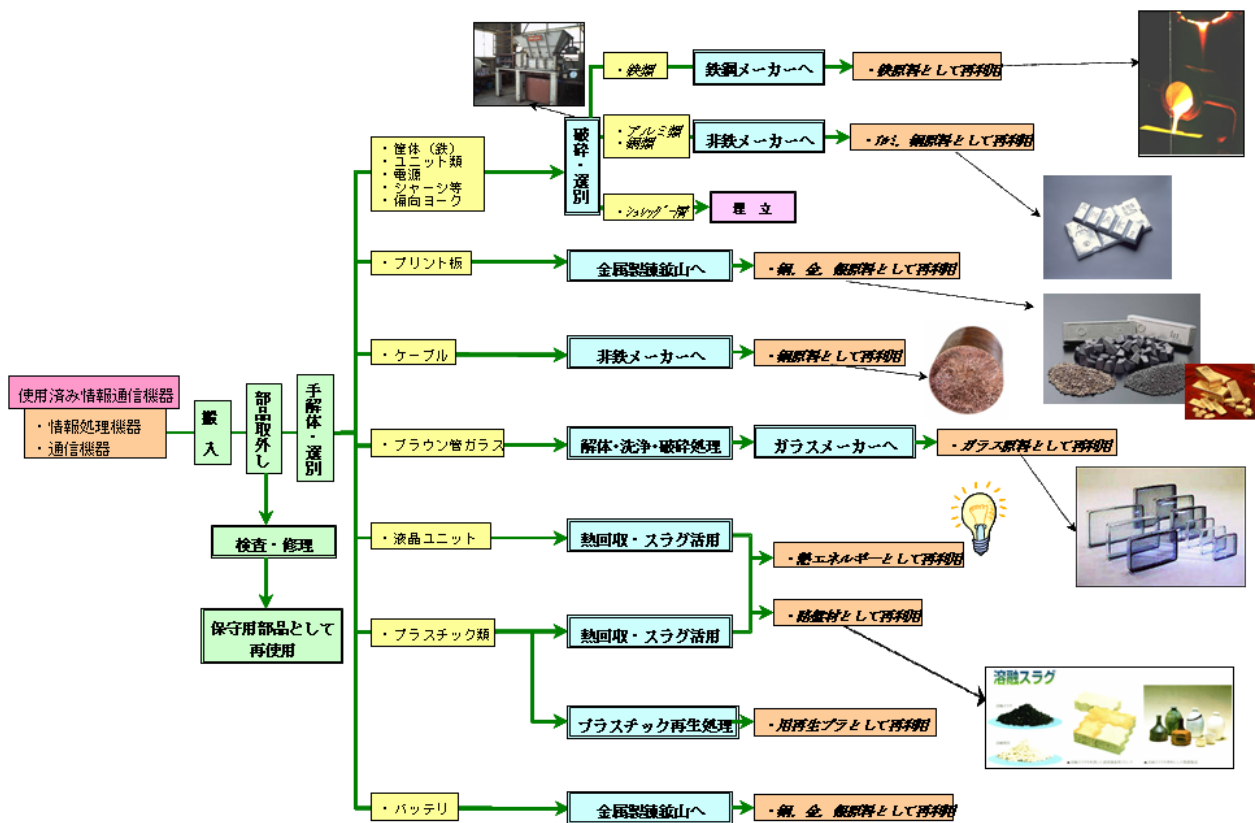 使用済み情報通信機器
・情報処理機器
・通信機器
搬入
部品取外し
手解体・選別
検査・修理
保守用部品として
再使用
・筐体（鉄）
・ユニット類
・電源
・シャーシ等
・偏向ヨーク
破砕・選別
・鉄類
鉄鋼メーカーへ
・鉄原料として再利用
・アルミ類
・銅類
非鉄メーカーへ
・アルミ、銅原料として再利用
・シュレッダー屑
埋立
・プリント板
金属製錬鉱山へ
・銅、金、銀原料として再利用
・ケーブル
非鉄メーカーへ
・銅原料として再利用
・ブラウン管ガラス
解体・洗浄・破砕処理
ガラスメーカーへ
・ガラス原料として再利用
・液晶ユニット
熱回収・スラグ活用
・熱エネルギーとして再利用
・プラスチック類
熱回収・スラグ活用
・路盤材として再利用
溶融スラグ
プラスチック再生処理
・用再生プラとして再利用
・バッテリ
金属製錬鉱山へ
・銅、金、銀原料として再利用